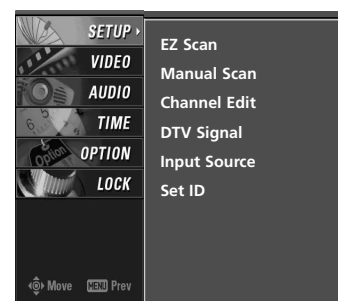 SETUP
VIDEO
AUDIO
TIME
OPTION
LOCK
Move MENU Prev
EZ Scan
Manual Scan
Channel Edit
DTV Signal
Input Source
Set ID